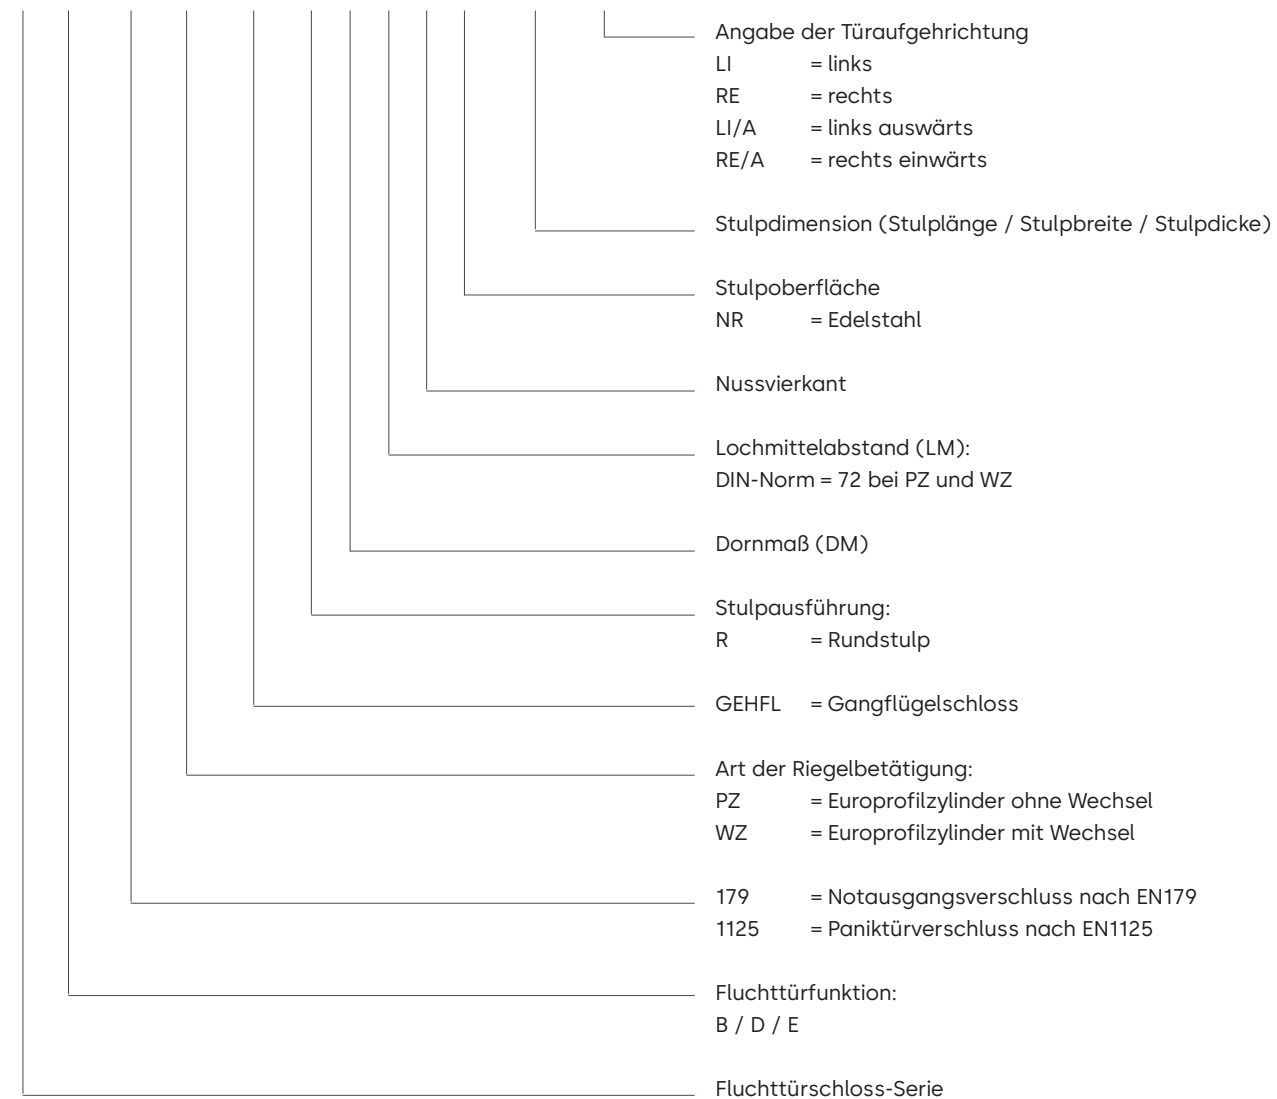 Angabe der Türaufgehrichtung
LI = links
RE = rechts
LI/A = links auswärts
RE/A = rechts einwärts
Stulpdimension (Stulplänge / Stulpbreite / Stulpdicke)
Stulpoberfläche
NR = Edelstahl
Nussvierkant
Lochmittelabstand (LM):
DIN-Norm = 72 bei PZ und WZ
Dornmaß (DM)
Stulpausführung:
R = Rundstulp
GEHFL = Gangflügelschloss
Art der Riegelbetätigung:
PZ = Europrofilzylinder ohne Wechsel
WZ = Europrofilzylinder mit Wechsel
179 = Notausgangsverschluss nach EN179
1125 = Paniktürverschluss nach EN1125
Fluchttürfunktion:
B / D / E
Fluchttürschloss-Serie